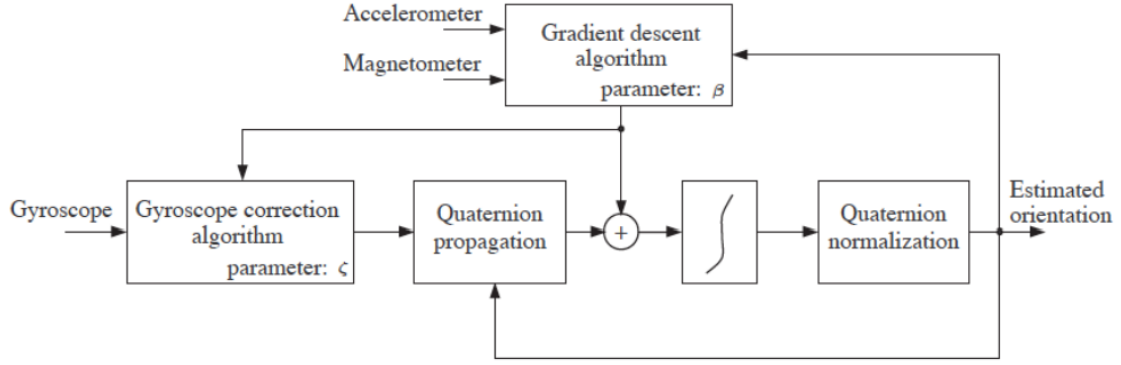 Accelerometer
Magnetometer
Gradient descent
algorithm
parameter: β
Gyroscope
Gyroscope correction
algorithm
parameter: ζ
Quaternion
propagation
+
∫
Quaternion
normalization
Estimated
orientation